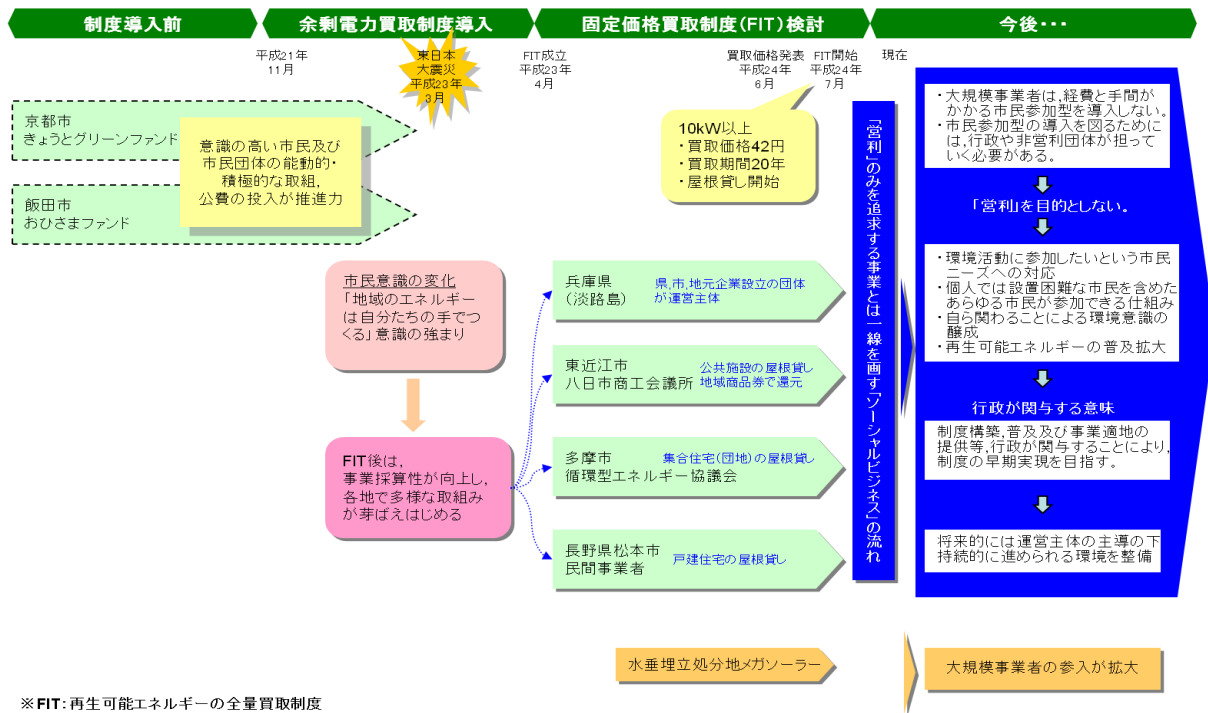 制度導入前
余剰電力買取制度導入
固定価格買取制度(FIT)検討
今後・・・
平成21年
11月
東日本
大震災
平成23年
3月
FIT成立
平成23年
4月
買取価格発表
平成24年
6月
FIT開始
平成24年
7月
現在
京都市
きょうとグリーンファンド
飯田市
おひさまファンド
意識の高い市民及び
市民団体の能動的・
積極的な取組,
公費の投入が推進力
10kW以上
・買取価格42円
・買取期間20年
・屋根貸し開始
市民意識の変化
「地域のエネルギー
は自分たちの手でつ
くる」意識の強まり
FIT後は,
事業採算性が向上し,
各地で多様な取組み
が芽ばえはじめる
兵庫県
(淡路島)
県,市,地元企業設立の団体
が運営主体
東近江市
八日市商工会議所
公共施設の屋根貸し
地域商品券で還元
多摩市
循環型エネルギー協議会
集合住宅(団地)の屋根貸し
長野県松本市
民間事業者
戸建住宅の屋根貸し
「営利」のみを追求する事業とは一線を画す「ソーシャルビジネス」の流れ
・大規模事業者は,経費と手間が
かかる市民参加型を導入しない。
・市民参加型の導入を図るために
は,行政や非営利団体が担って
いく必要がある。
「営利」を目的としない。
・環境活動に参加したいという市民
ニーズへの対応
・個人では設置困難な市民を含めた
あらゆる市民が参加できる仕組み
・自ら関わることによる環境意識の
醸成
・再生可能エネルギーの普及拡大
行政が関与する意味
制度構築,普及及び事業適地の
提供等,行政が関与することにより,
制度の早期実現を目指す。
将来的には運営主体の主導の下
持続的に進められる環境を整備
水垂埋立処分地メガソーラー
大規模事業者の参入が拡大
※FIT:再生可能エネルギーの全量買取制度